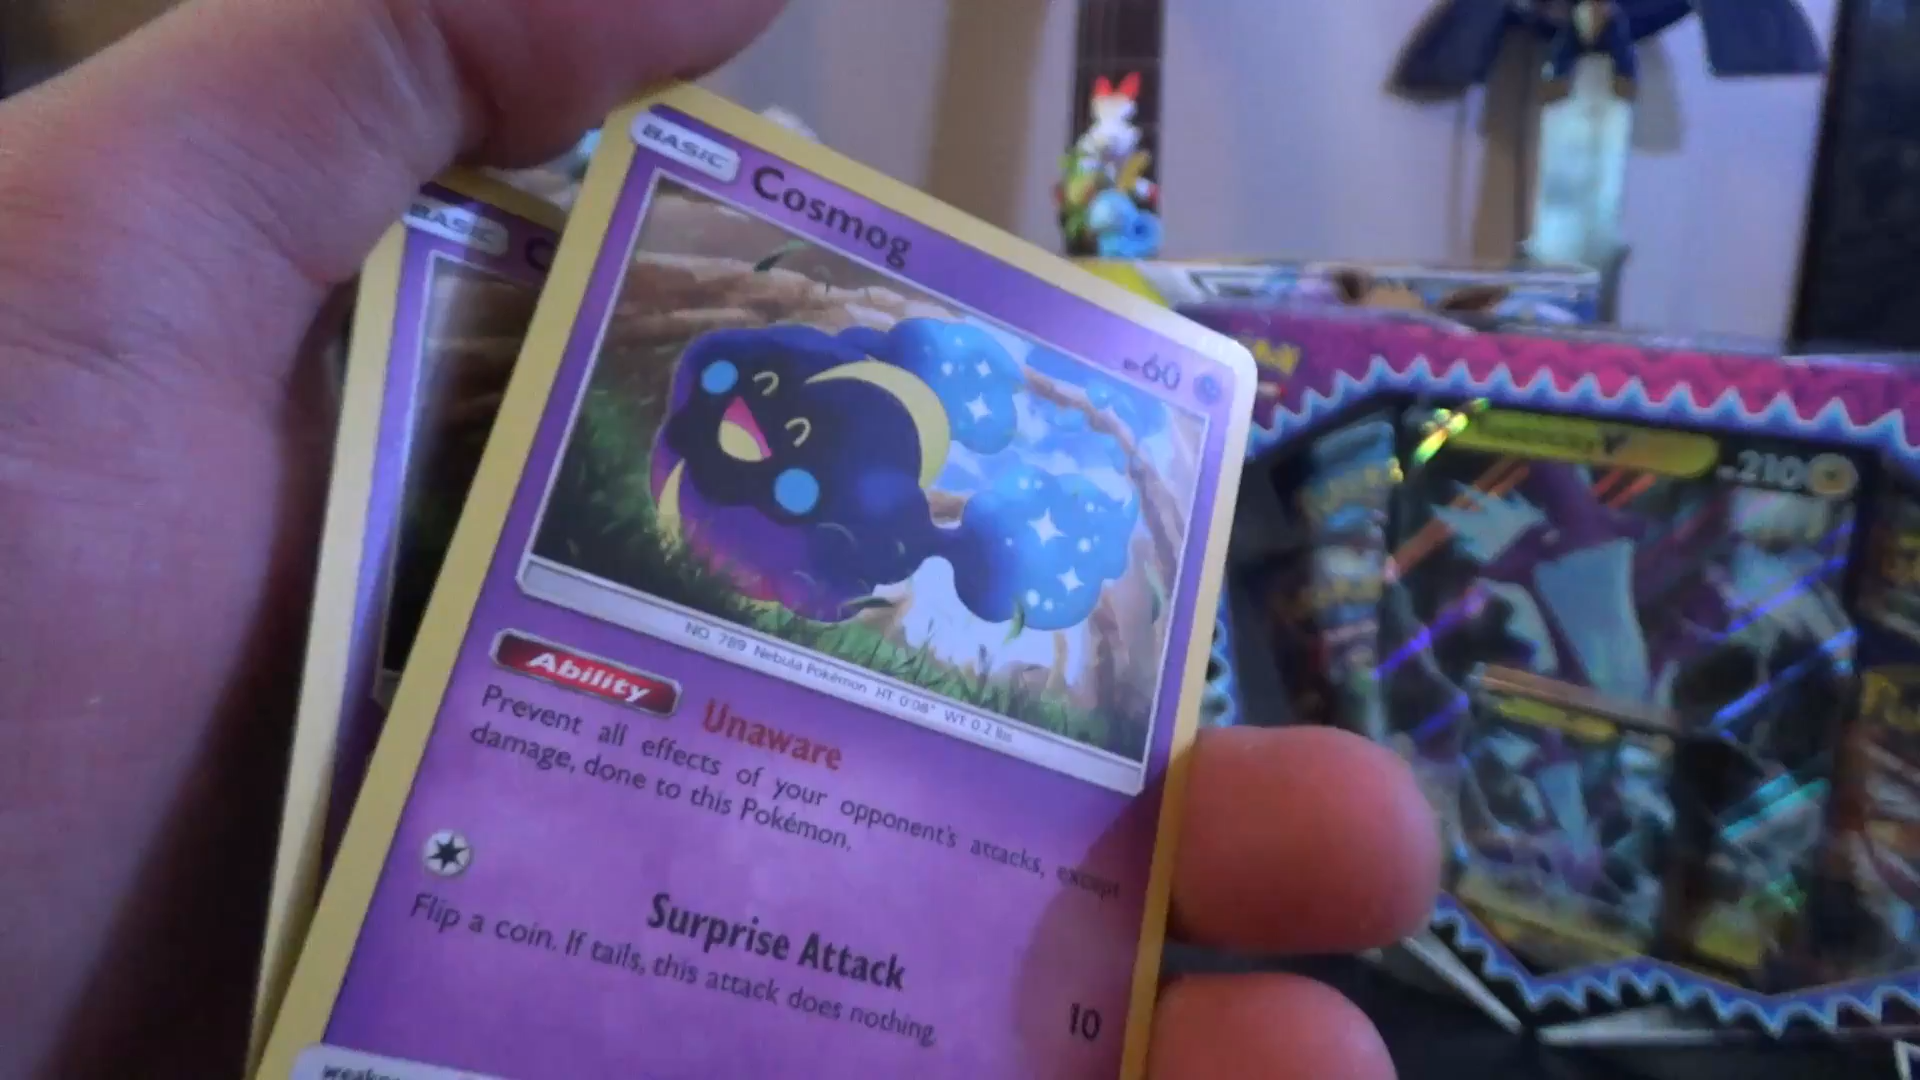 BASIC
Cosmog
HP 60
BASIC
C
NO. 789 Nebula Pokémon HT 0'08" WT 0.2 lbs
Ability
Unaware
Prevent all effects of your opponent's attacks, except
damage, done to this Pokémon.
Surprise Attack
10
Flip a coin. If tails, this attack does nothing.
210